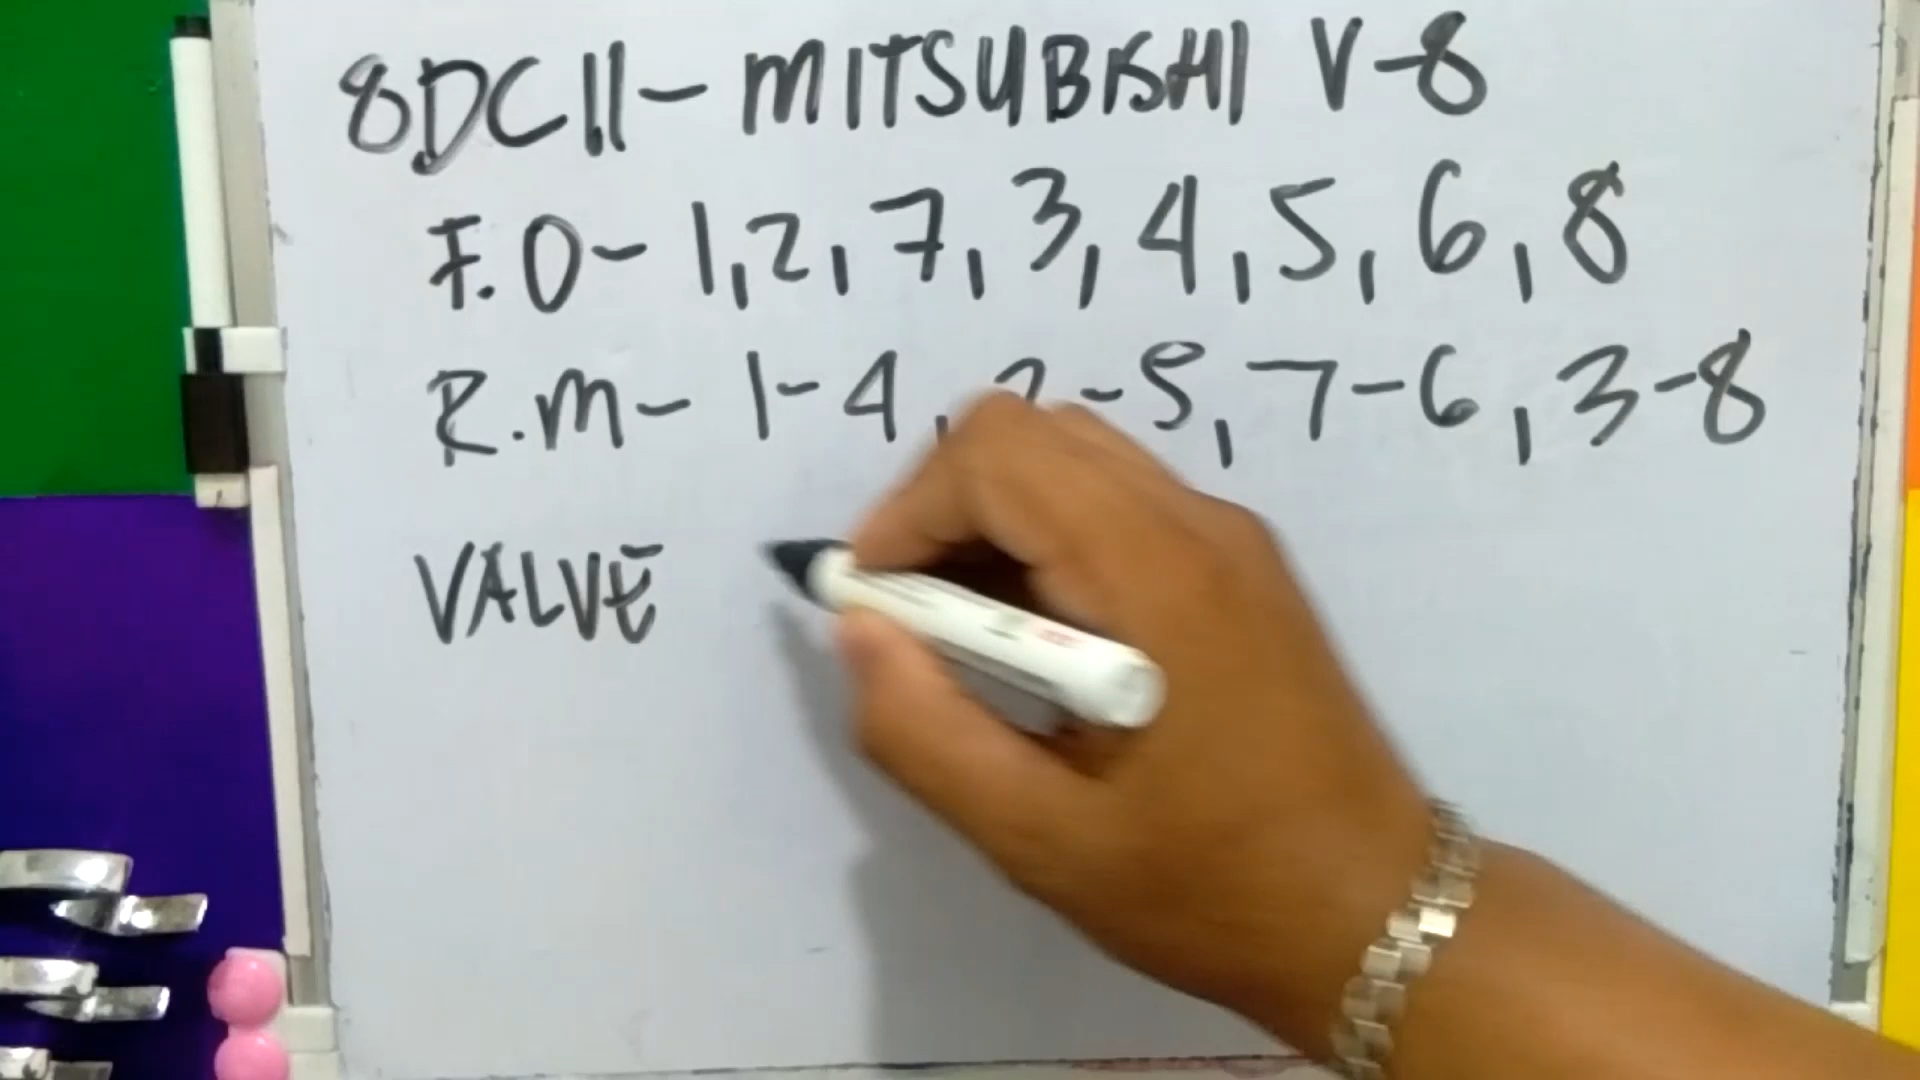 8DC11 - MITSUBISHI V-8
F.O - 1,2,7,3,4,5,6,8
R.M - 1-4, 2-5, 7-6, 3-8
VALVE